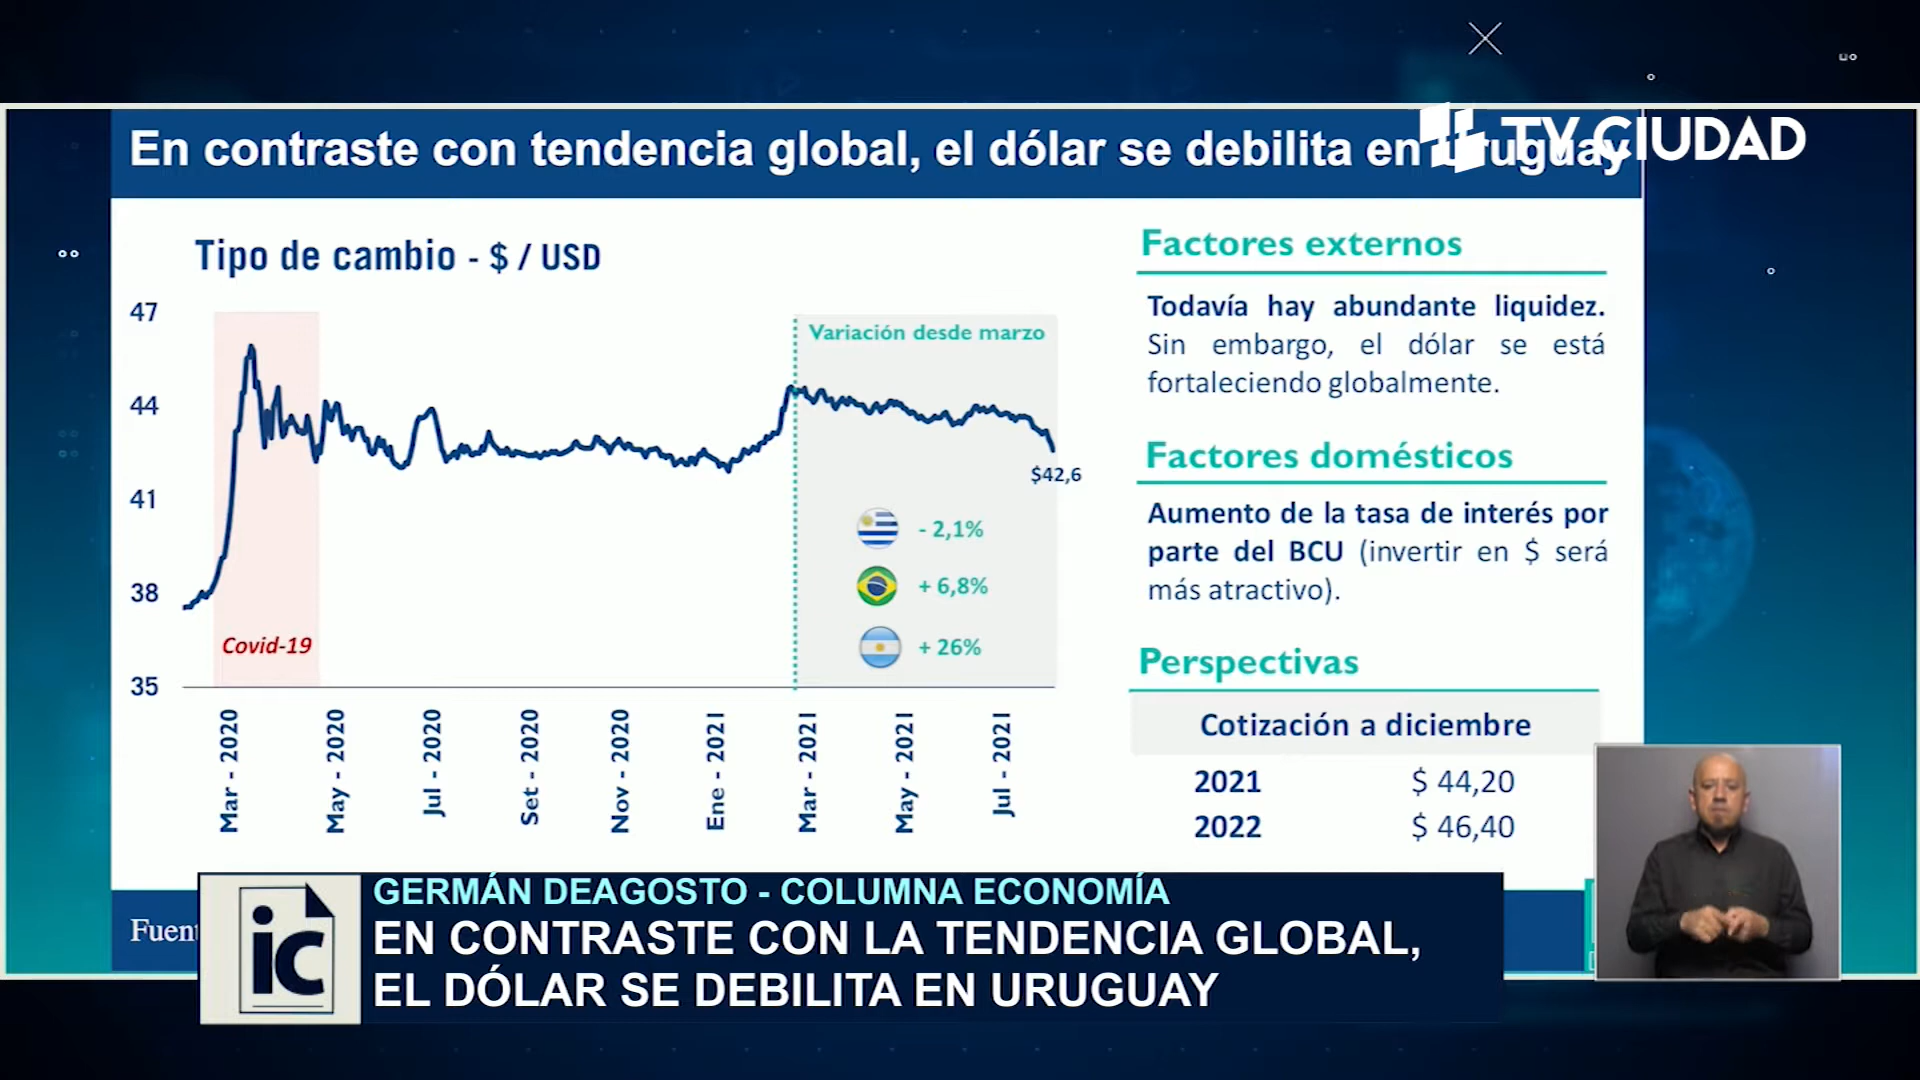 TV CIUDAD
En contraste con tendencia global, el dólar se debilita en Uruguay
Tipo de cambio - $ / USD
47
44
41
38
35
Covid-19
Variación desde marzo
$42,6
- 2,1%
+ 6,8%
+ 26%
Mar - 2020
May - 2020
Jul - 2020
Set - 2020
Nov - 2020
Ene - 2021
Mar - 2021
May - 2021
Jul - 2021
Factores externos
Todavía hay abundante liquidez.
Sin embargo, el dólar se está
fortaleciendo globalmente.
Factores domésticos
Aumento de la tasa de interés por
parte del BCU (invertir en $ será
más atractivo).
Perspectivas
Cotización a diciembre
2021 $ 44,20
2022 $ 46,40
ic
GERMÁN DEAGOSTO - COLUMNA ECONOMÍA
EN CONTRASTE CON LA TENDENCIA GLOBAL,
EL DÓLAR SE DEBILITA EN URUGUAY